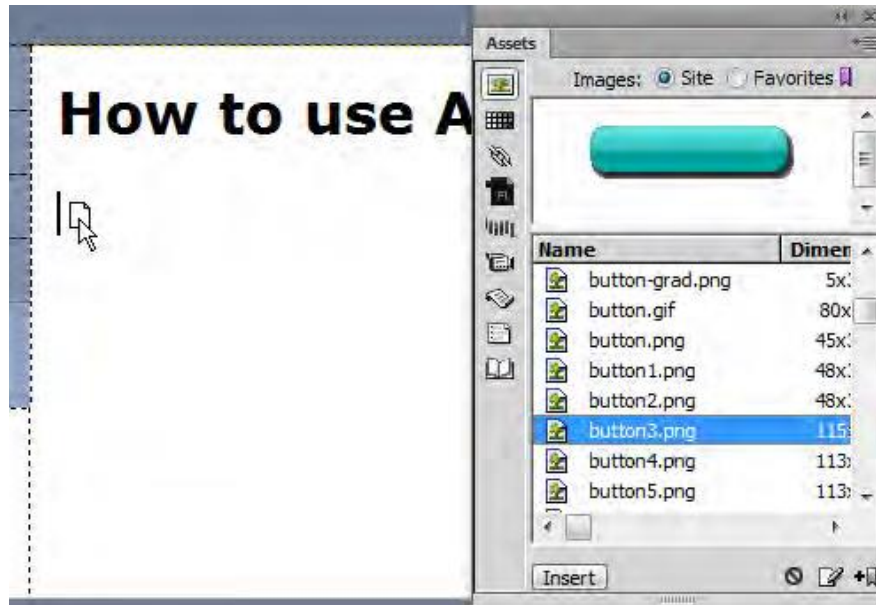 Assets
Images: Site Favorites
How to use A
Name Dimen
button-grad.png 5x
button.gif 80x
button.png 45x
button1.png 48x
button2.png 48x
button3.png 115
button4.png 113
button5.png 113
Insert